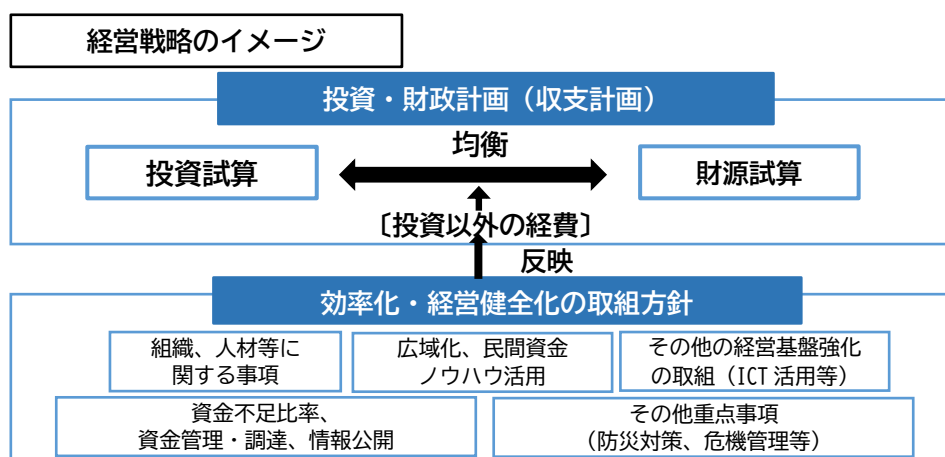 経営戦略のイメージ
投資・財政計画（収支計画）
均衡
投資試算
財源試算
〔投資以外の経費〕
反映
効率化・経営健全化の取組方針
組織、人材等に
関する事項
広域化、民間資金
ノウハウ活用
その他の経営基盤強化
の取組（ICT 活用等）
資金不足比率、
資金管理・調達、情報公開
その他重点事項
（防災対策、危機管理等）